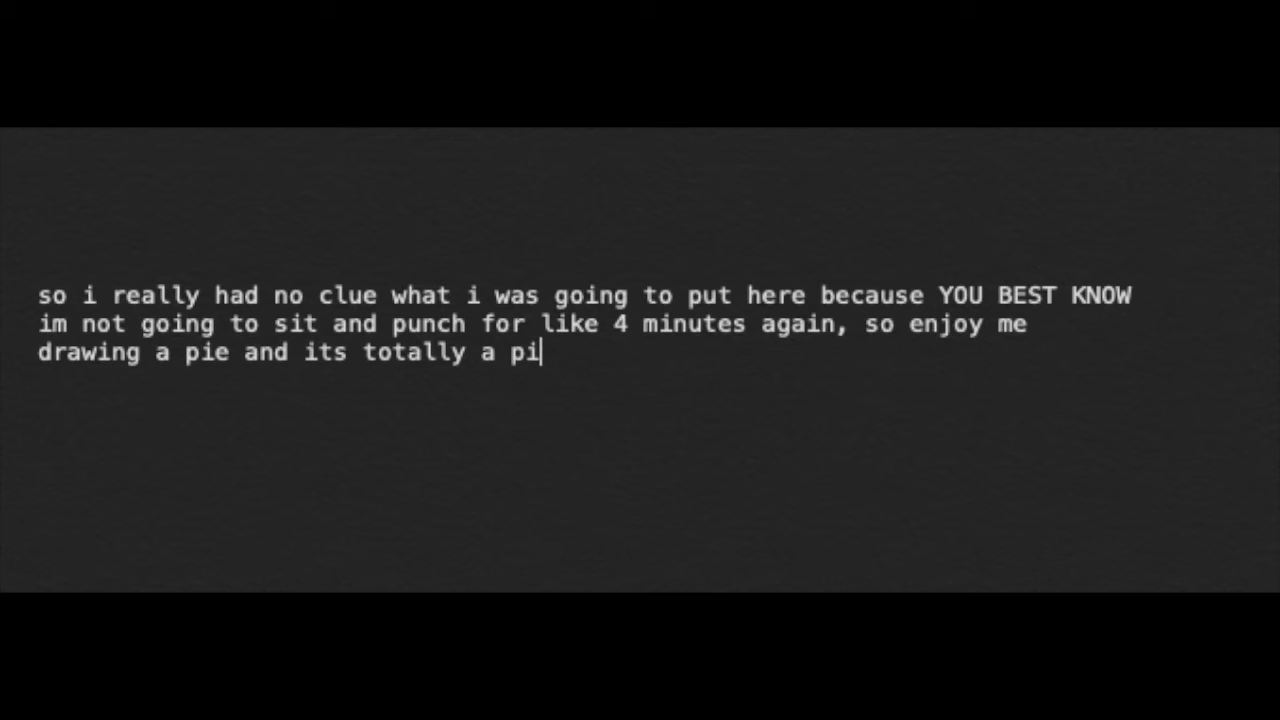 so i really had no clue what i was going to put here because YOU BEST KNOW
im not going to sit and punch for like 4 minutes again, so enjoy me
drawing a pie and its totally a pi